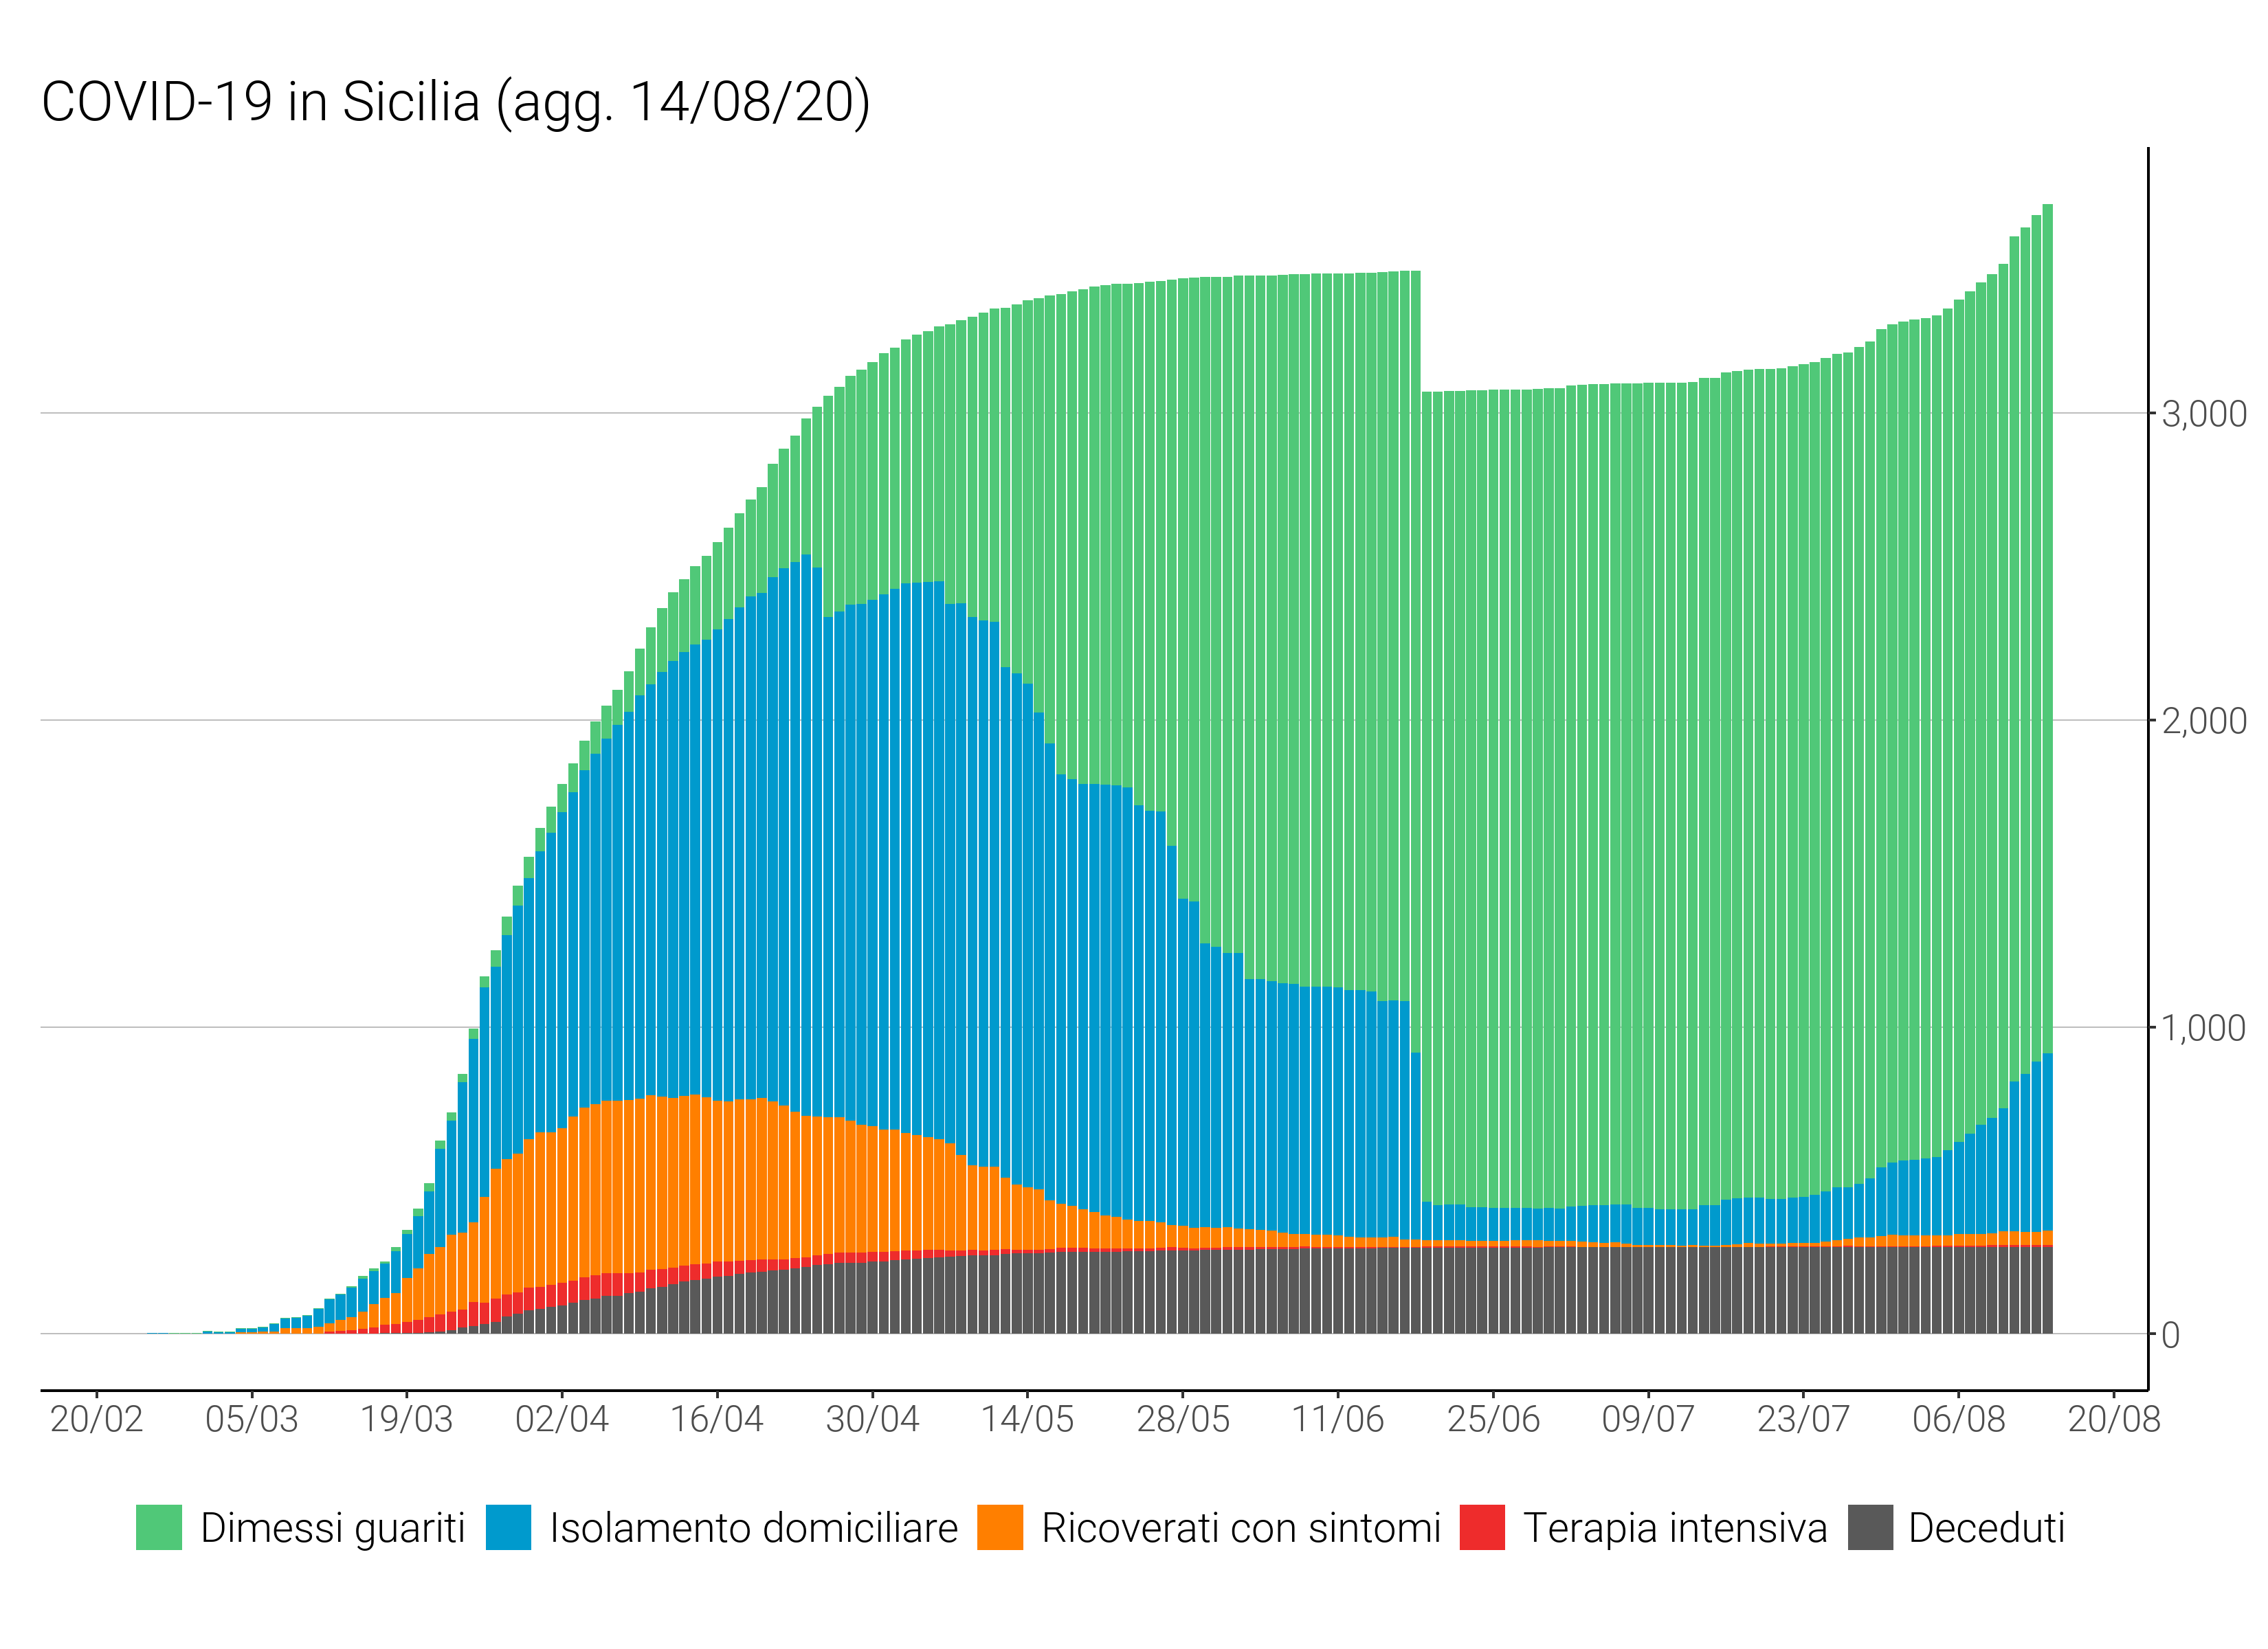 COVID-19 in Sicilia (agg. 14/08/20)
3,000
2,000
1,000
0
20/02 05/03 19/03 02/04 16/04 30/04 14/05 28/05 11/06 25/06 09/07 23/07 06/08 20/08
Dimessi guariti Isolamento domiciliare Ricoverati con sintomi Terapia intensiva Deceduti